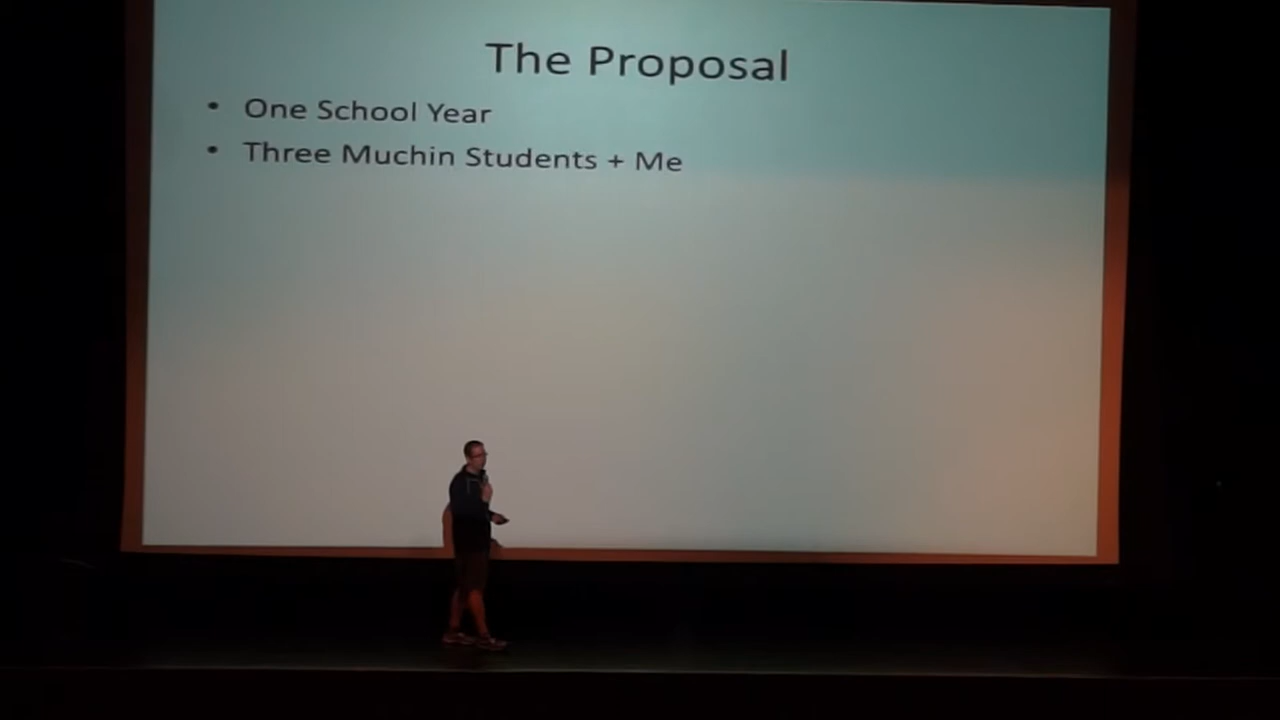 The Proposal
• One School Year
• Three Muchin Students + Me